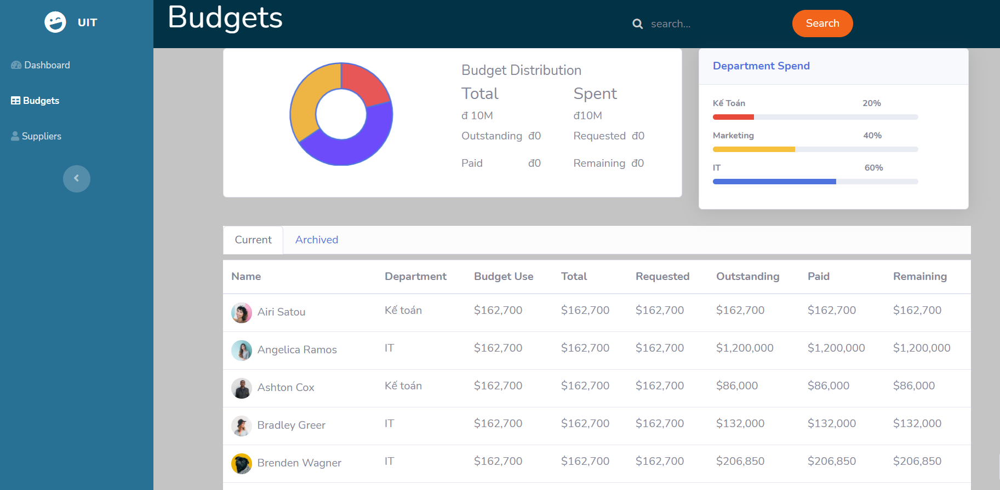 UIT
Budgets
search...
Search
Dashboard
Budgets
Suppliers
Budget Distribution
Total Spent
đ 10M đ10M
Outstanding đ0 Requested đ0
Paid đ0 Remaining đ0
Department Spend
Kế Toán 20%
Marketing 40%
IT 60%
Current Archived
Name Department Budget Use Total Requested Outstanding Paid Remaining
Airi Satou Kế toán $162,700 $162,700 $162,700 $162,700 $162,700 $162,700
Angelica Ramos IT $162,700 $162,700 $162,700 $1,200,000 $1,200,000 $1,200,000
Ashton Cox Kế toán $162,700 $162,700 $162,700 $86,000 $86,000 $86,000
Bradley Greer IT $162,700 $162,700 $162,700 $132,000 $132,000 $132,000
Brenden Wagner IT $162,700 $162,700 $162,700 $206,850 $206,850 $206,850